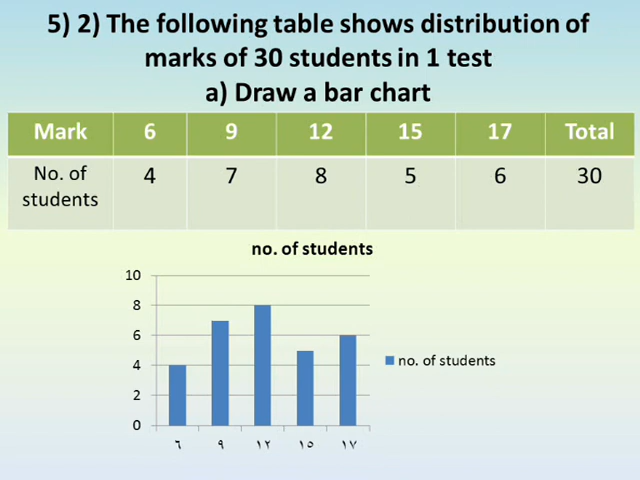 5) 2) The following table shows distribution of
marks of 30 students in 1 test
a) Draw a bar chart
Mark 6 9 12 15 17 Total
No. of
students 4 7 8 5 6 30
no. of students
10
8
6
4
2
0
٦ ٩ ١٢ ١٥ ١٧
no. of students